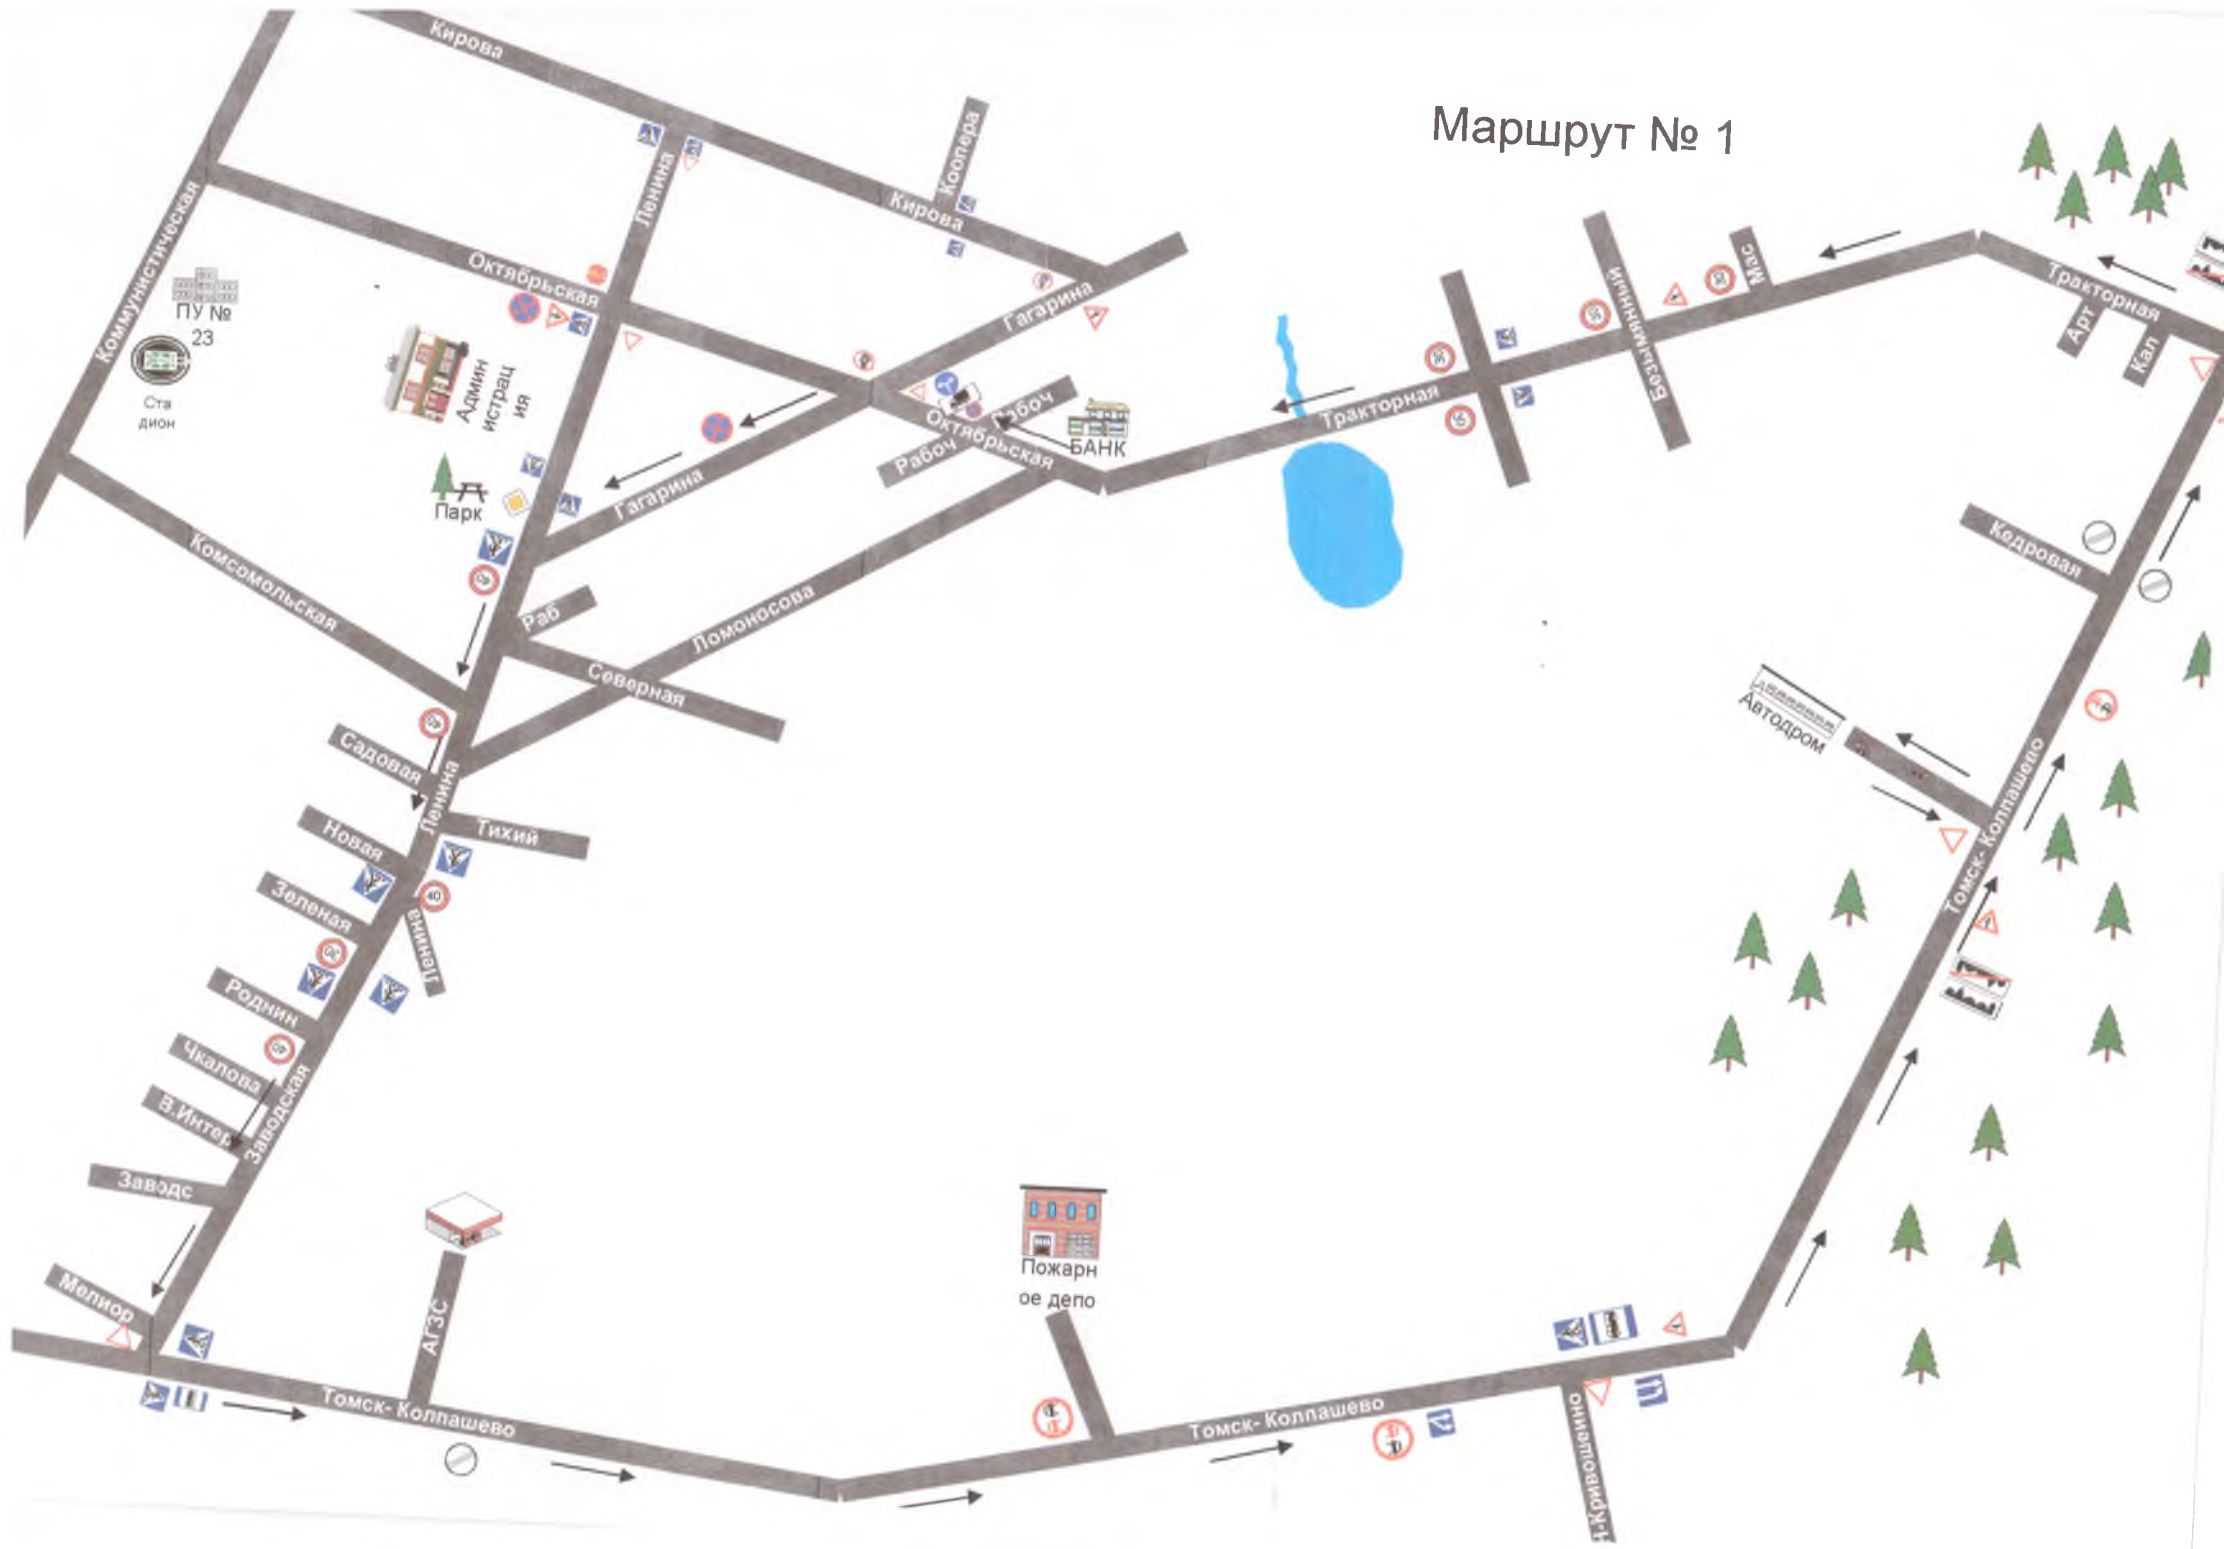 Маршрут № 1
Кирова
Коопера
Ленина
Кирова
Коммунистическая
Октябрьская
Гагарина
Мас
Безымянный
Тракторная
Арт
Кал
ПУ №
23
Ста
дион
Админ
истрац
ия
Рабоч
БАНК
Тракторная
Октябрьская
Рабоч
Гагарина
Парк
Кедровая
Комсомольская
Раб
Ломоносова
Северная
Автодром
Садовая
Ленина
Новая
Тихий
Томск- Колпашево
Зеленая
40
Ленина
Роднин
Чкалова
В.Интер
Заводская
Заводс
Мелиор
АГЗС
Пожарн
ое депо
Томск- Колпашево
Томск- Колпашево
Н-Кривошеино